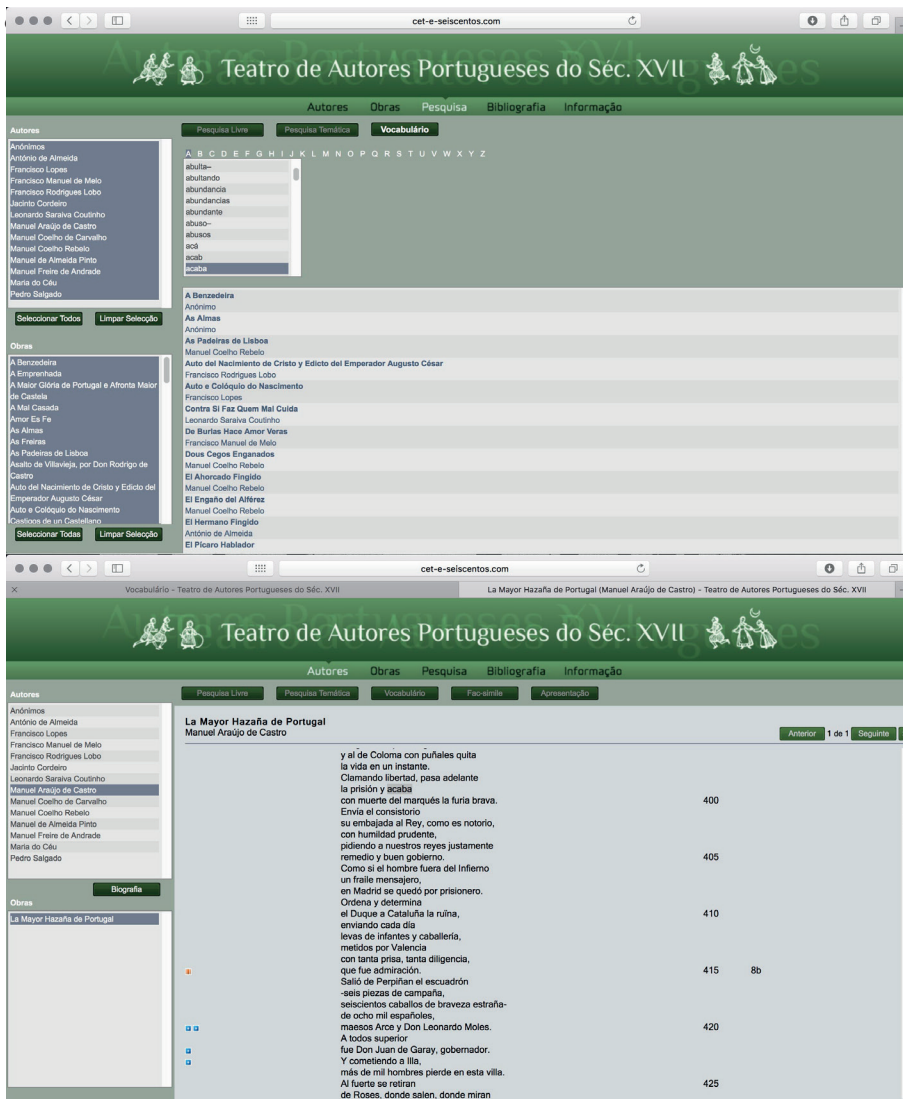 cet-e-seiscentos.com
Teatro de Autores Portugueses do Séc. XVII
Autores Obras Pesquisa Bibliografia Informação
Autores
Anónimos
António de Almeida
Francisco Lopes
Francisco Manuel de Melo
Francisco Rodrigues Lobo
Jacinto Cordeiro
Leonardo Saraiva Coutinho
Manuel Araújo de Castro
Manuel Coelho de Carvalho
Manuel Coelho Rebelo
Manuel de Almeida Pinto
Manuel Freire de Andrade
Maria do Céu
Pedro Salgado
Seleccionar Todos Limpar Selecção
Obras
A Benzedeira
A Emprenhada
A Maior Glória de Portugal e Afronta Maior
de Castela
A Mal Casada
Amor Es Fe
As Almas
As Freiras
As Padeiras de Lisboa
Asalto de Villavieja, por Don Rodrigo de
Castro
Auto del Nacimiento de Cristo y Edicto del
Emperador Augusto César
Auto e Colóquio do Nascimento
Castigos de un Castellano
Seleccionar Todas Limpar Selecção
Pesquisa Livre Pesquisa Temática Vocabulário
A B C D E F G H I J K L M N O P Q R S T U V W X Y Z
abulta–
abultando
abundancia
abundancias
abundante
abuso–
abusos
acá
acab
acaba
A Benzedeira
Anónimo
As Almas
Anónimo
As Padeiras de Lisboa
Manuel Coelho Rebelo
Auto del Nacimiento de Cristo y Edicto del Emperador Augusto César
Francisco Rodrigues Lobo
Auto e Colóquio do Nascimento
Francisco Lopes
Contra Si Faz Quem Mal Cuida
Leonardo Saraiva Coutinho
De Burlas Hace Amor Veras
Francisco Manuel de Melo
Dous Cegos Enganados
Manuel Coelho Rebelo
El Ahorcado Fingido
Manuel Coelho Rebelo
El Engaño del Alférez
Manuel Coelho Rebelo
El Hermano Fingido
António de Almeida
El Pícaro Hablador
cet-e-seiscentos.com
Vocabulário - Teatro de Autores Portugueses do Séc. XVII La Mayor Hazaña de Portugal (Manuel Araújo de Castro) - Teatro de Autores Portugueses do Séc. XVII
Teatro de Autores Portugueses do Séc. XVII
Autores Obras Pesquisa Bibliografia Informação
Autores
Anónimos
António de Almeida
Francisco Lopes
Francisco Manuel de Melo
Francisco Rodrigues Lobo
Jacinto Cordeiro
Leonardo Saraiva Coutinho
Manuel Araújo de Castro
Manuel Coelho de Carvalho
Manuel Coelho Rebelo
Manuel de Almeida Pinto
Manuel Freire de Andrade
Maria do Céu
Pedro Salgado
Biografia
Obras
La Mayor Hazaña de Portugal
Pesquisa Livre Pesquisa Temática Vocabulário Fac-simile Apresentação
La Mayor Hazaña de Portugal
Manuel Araújo de Castro
Anterior 1 de 1 Seguinte
y al de Coloma con puñales quita
la vida en un instante.
Clamando libertad, pasa adelante
la prisión y acaba
con muerte del marqués la furia brava. 400
Envía el consistorio
su embajada al Rey, como es notorio,
con humildad prudente,
pidiendo a nuestros reyes justamente
remedio y buen gobierno. 405
Como si el hombre fuera del Infierno
un fraile mensajero,
en Madrid se quedó por prisionero.
Ordena y determina
el Duque a Cataluña la ruïna, 410
enviando cada día
levas de infantes y caballería,
metidos por Valencia
con tanta prisa, tanta diligencia,
que fue admiración. 415 8b
Salió de Perpiñan el escuadrón
-seis piezas de campaña,
seiscientos caballos de braveza estraña-
de ocho mil españoles,
maesos Arce y Don Leonardo Moles. 420
A todos superior
fue Don Juan de Garay, gobernador.
Y cometiendo a Illa,
más de mil hombres pierde en esta villa.
Al fuerte se retiran 425
de Roses, donde salen, donde miran